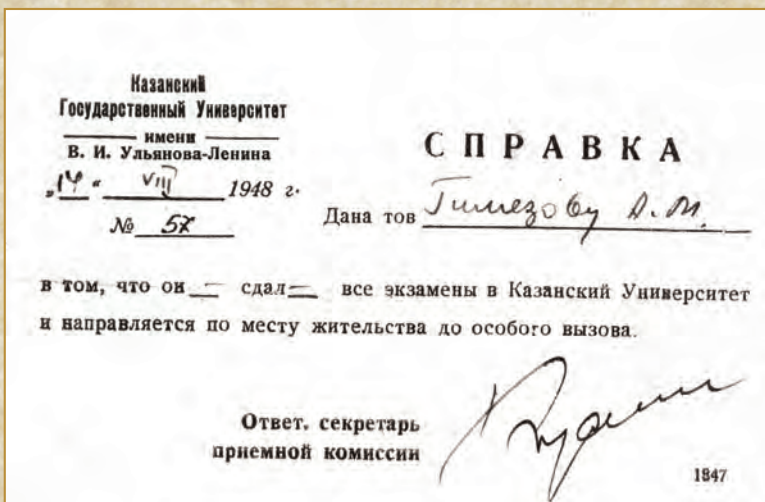 Казанский
Государственный Университет
имени
В. И. Ульянова-Ленина
„14“ VIII 1948 г.
№ 57
СПРАВКА
Дана тов Гимезову А. М.
в том, что он — сдал — все экзамены в Казанский Университет
и направляется по месту жительства до особого вызова.
Ответ. секретарь
приемной комиссии
1847